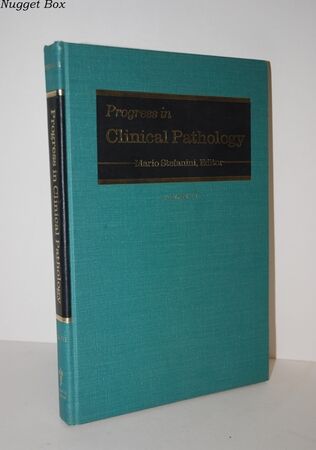 Nugget Box
Progress in
Clinical Pathology
Mario Stefanini, Editor
Progress in Clinical Pathology